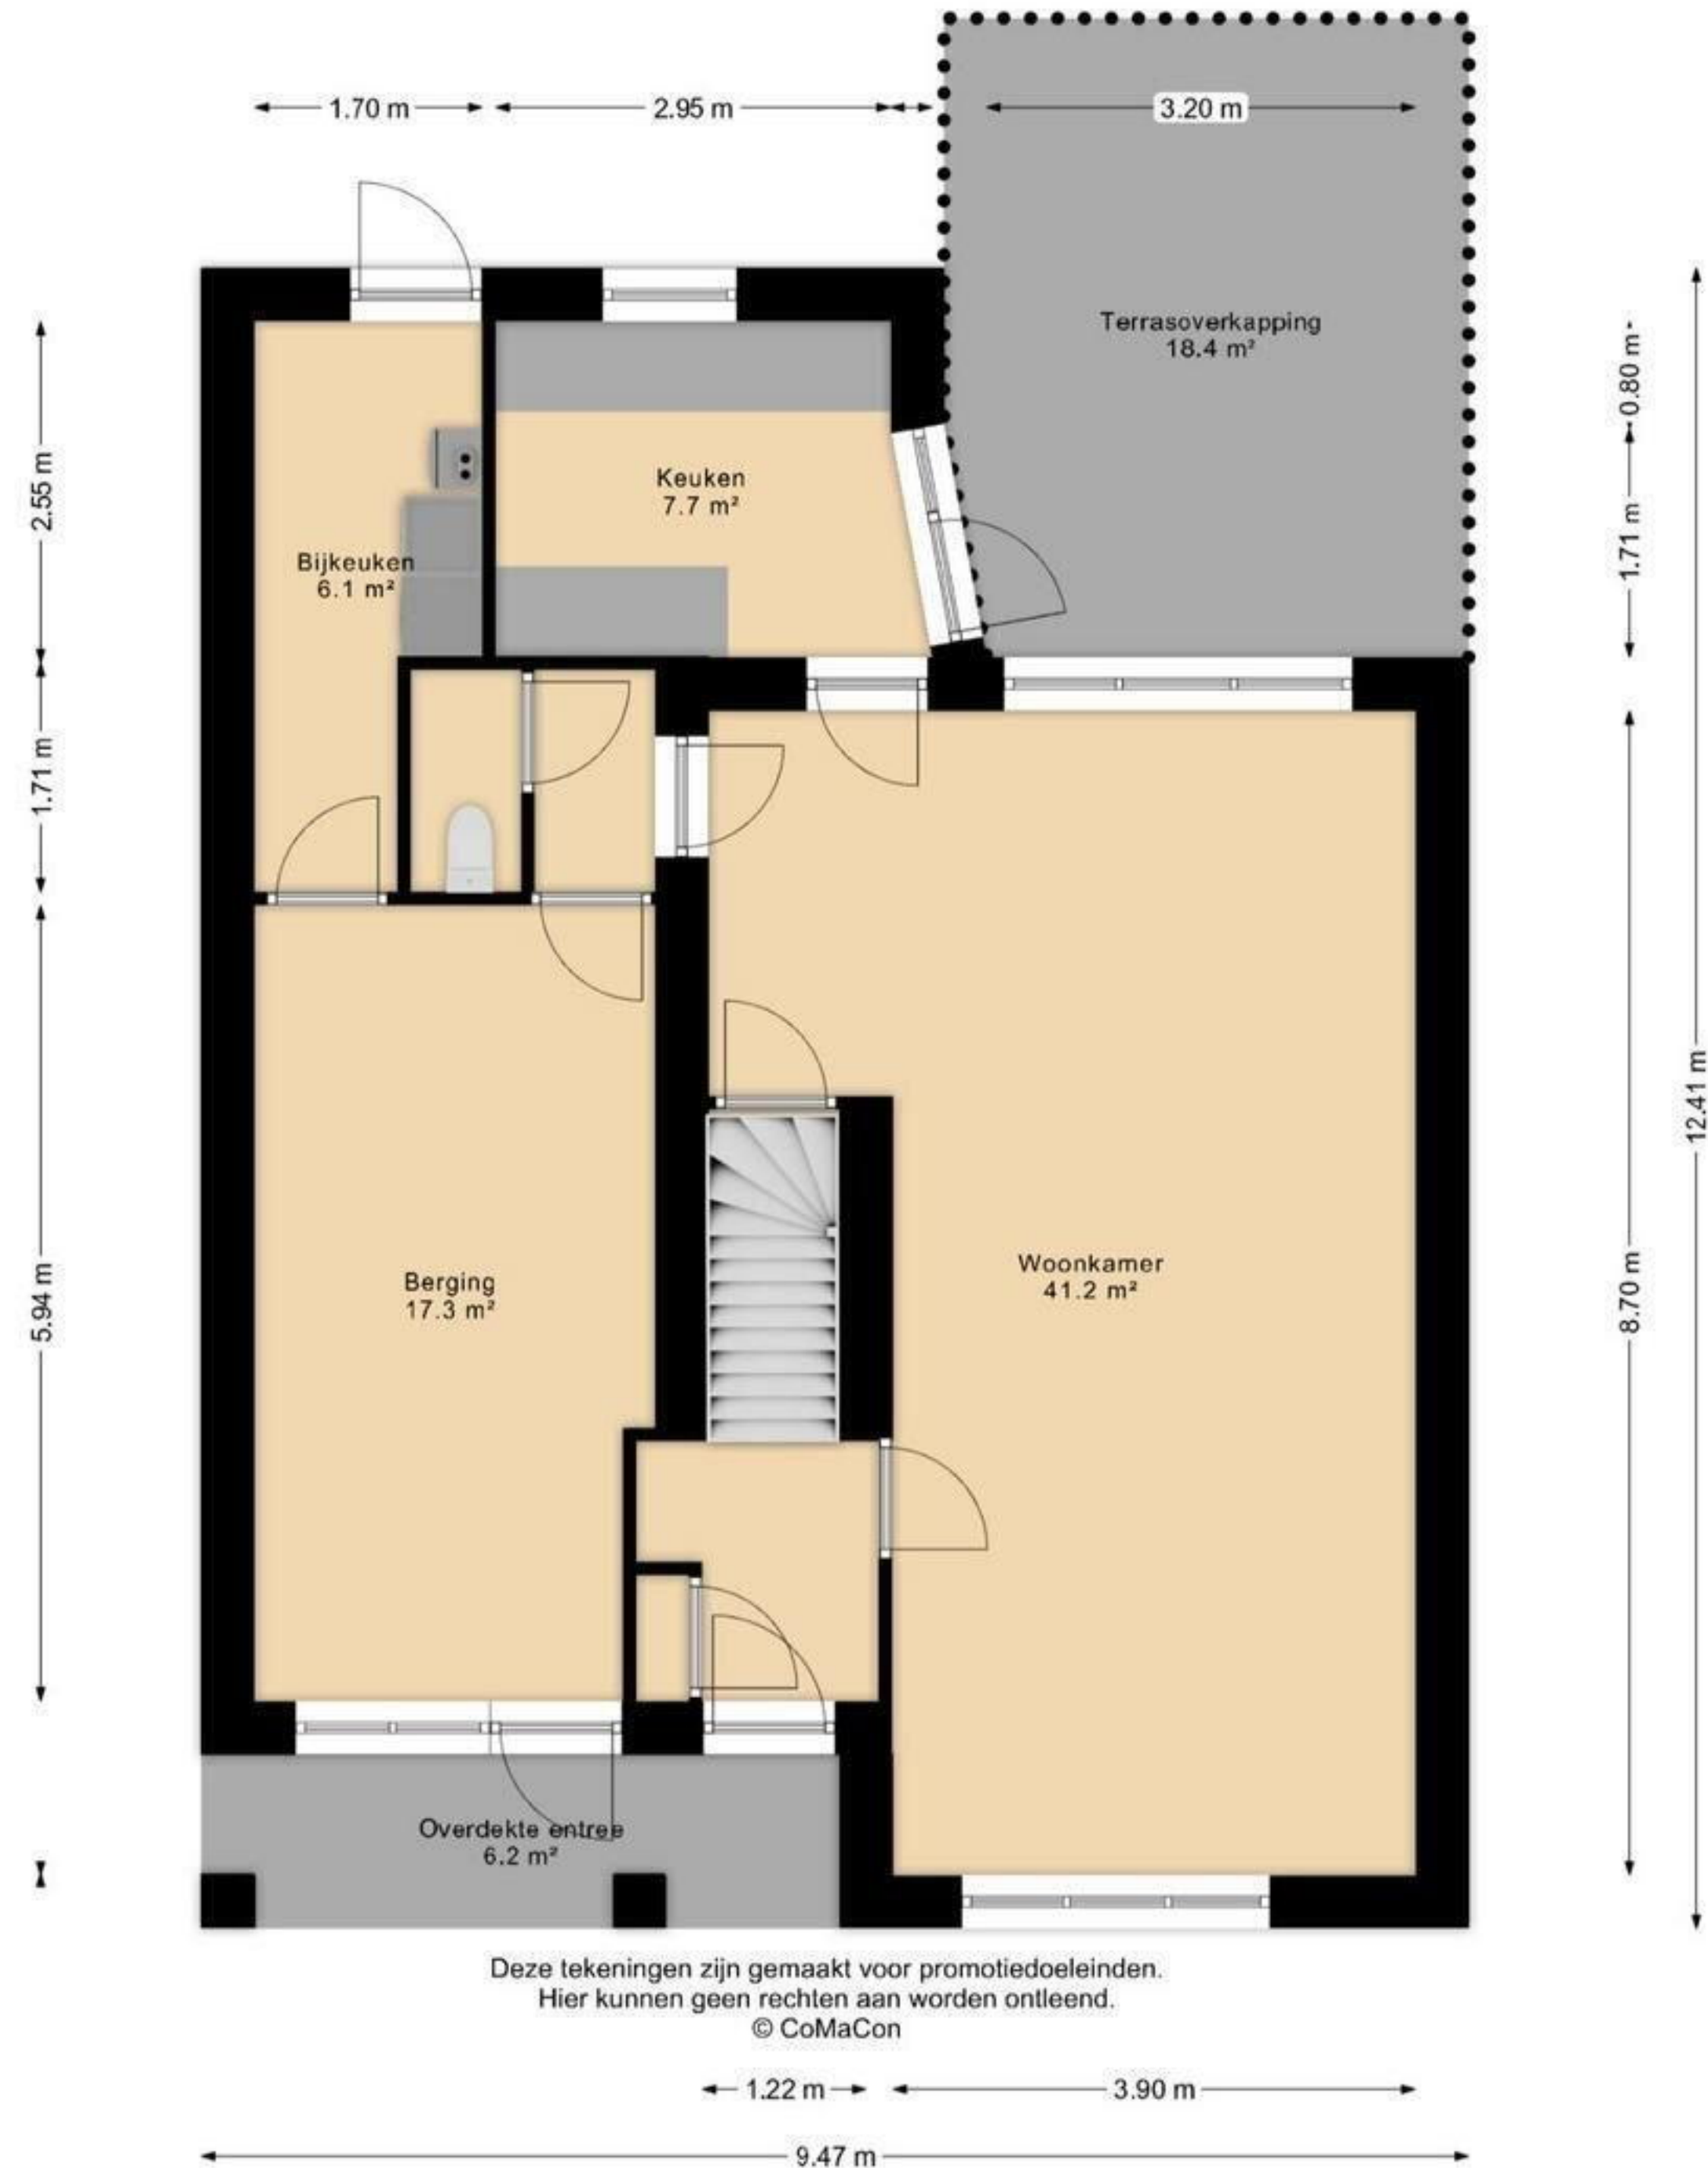 1.70 m
2.95 m
3.20 m
Terrasoverkapping
18.4 m²
0.80 m
2.55 m
Keuken
7.7 m²
1.71 m
Bijkeuken
6.1 m²
1.71 m
12.41 m
5.94 m
Berging
17.3 m²
Woonkamer
41.2 m²
8.70 m
Overdekte entree
6.2 m²
Deze tekeningen zijn gemaakt voor promotiedoeleinden.
Hier kunnen geen rechten aan worden ontleend.
© CoMaCon
1.22 m
3.90 m
9.47 m